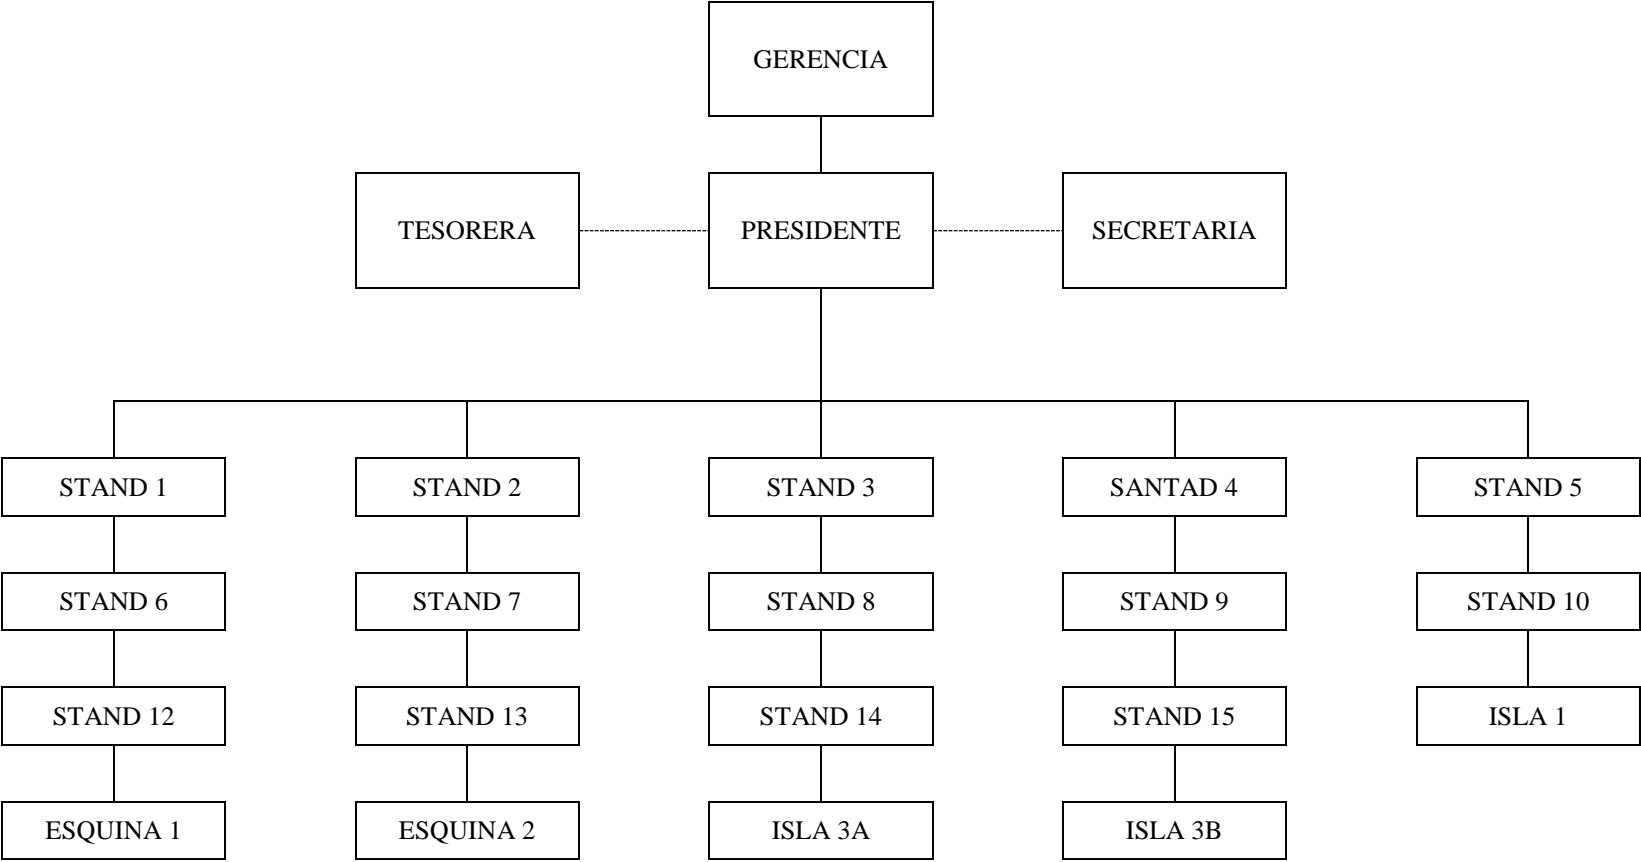 GERENCIA
TESORERA
PRESIDENTE
SECRETARIA
STAND 1
STAND 2
STAND 3
SANTAD 4
STAND 5
STAND 6
STAND 7
STAND 8
STAND 9
STAND 10
STAND 12
STAND 13
STAND 14
STAND 15
ISLA 1
ESQUINA 1
ESQUINA 2
ISLA 3A
ISLA 3B